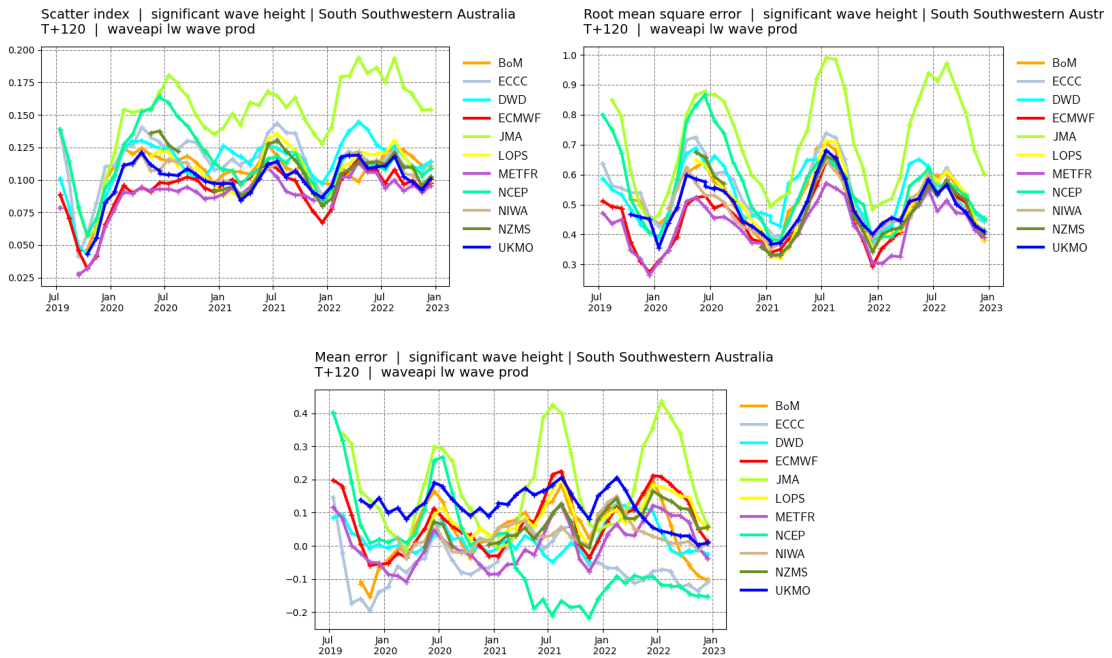 Scatter index | significant wave height | South Southwestern Australia
T+120 | waveapi lw wave prod
0.200
0.175
0.150
0.125
0.100
0.075
0.050
0.025
Jul 2019
Jan 2020
Jul 2020
Jan 2021
Jul 2021
Jan 2022
Jul 2022
Jan 2023
BoM
ECCC
DWD
ECMWF
JMA
LOPS
METFR
NCEP
NIWA
NZMS
UKMO
Root mean square error | significant wave height | South Southwestern Austr
T+120 | waveapi lw wave prod
1.0
0.9
0.8
0.7
0.6
0.5
0.4
0.3
Jul 2019
Jan 2020
Jul 2020
Jan 2021
Jul 2021
Jan 2022
Jul 2022
Jan 2023
BoM
ECCC
DWD
ECMWF
JMA
LOPS
METFR
NCEP
NIWA
NZMS
UKMO
Mean error | significant wave height | South Southwestern Australia
T+120 | waveapi lw wave prod
0.4
0.3
0.2
0.1
0.0
−0.1
−0.2
Jul 2019
Jan 2020
Jul 2020
Jan 2021
Jul 2021
Jan 2022
Jul 2022
Jan 2023
BoM
ECCC
DWD
ECMWF
JMA
LOPS
METFR
NCEP
NIWA
NZMS
UKMO